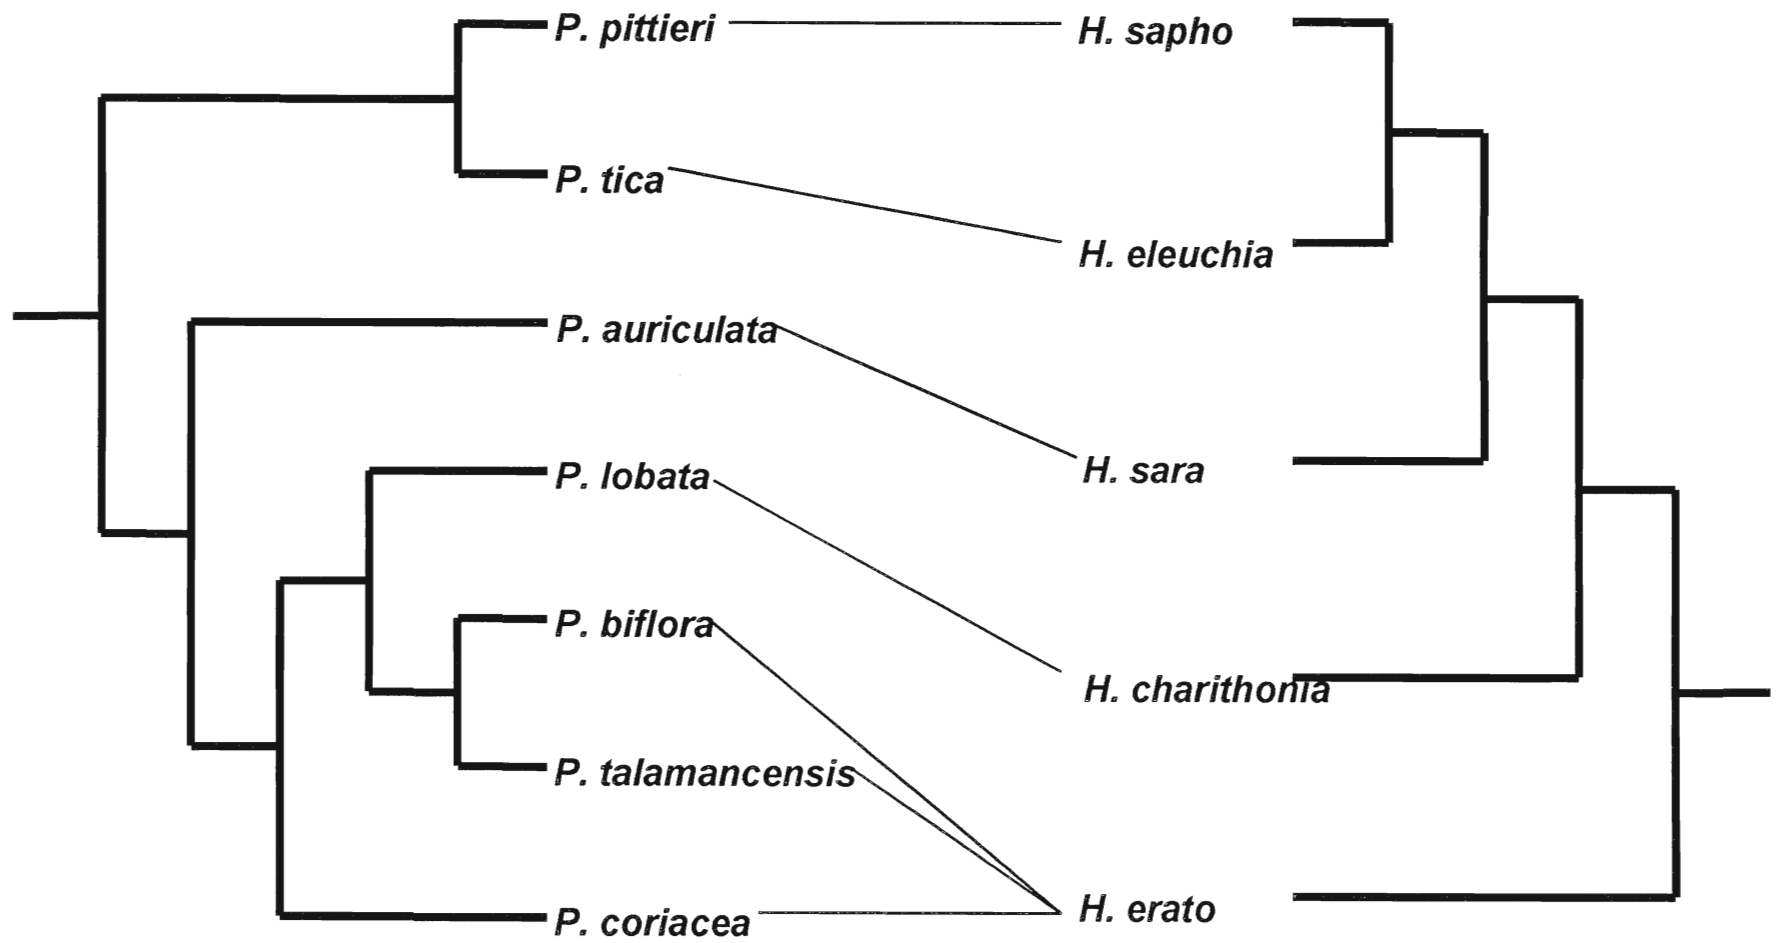 P. pittieri
H. sapho
P. tica
H. eleuchia
P. auriculata
H. sara
P. lobata
P. biflora
H. charithonia
P. talamancensis
P. coriacea
H. erato